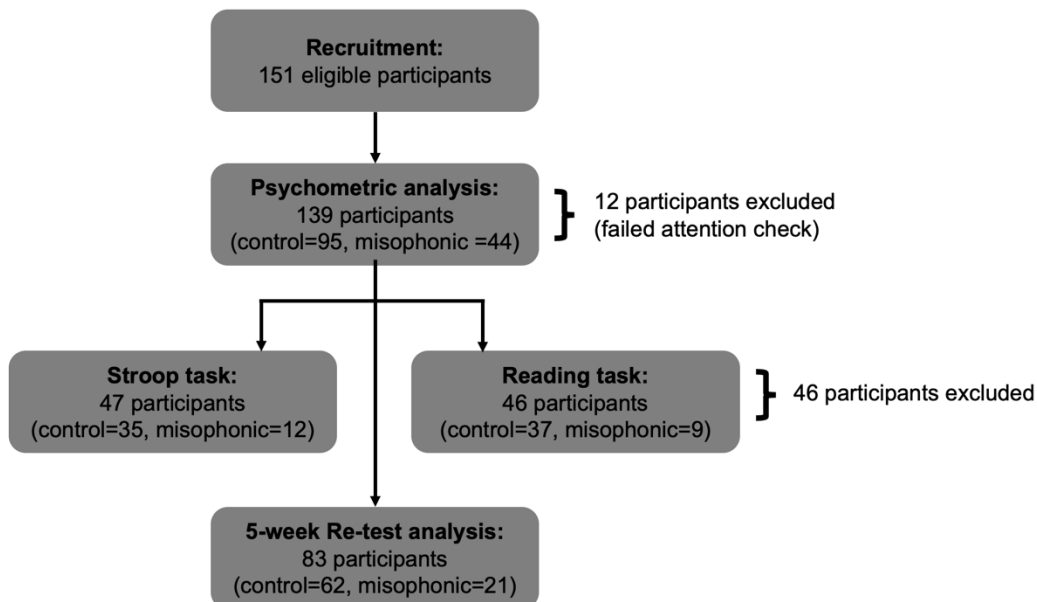 Recruitment:
151 eligible participants
Psychometric analysis:
139 participants
(control=95, misophonic =44)
12 participants excluded
(failed attention check)
Stroop task:
47 participants
(control=35, misophonic=12)
Reading task:
46 participants
(control=37, misophonic=9)
46 participants excluded
5-week Re-test analysis:
83 participants
(control=62, misophonic=21)